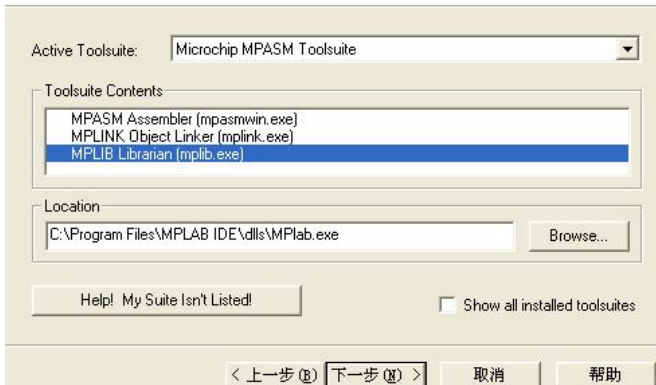 Active Toolsuite: Microchip MPASM Toolsuite
Toolsuite Contents
MPASM Assembler (mpasmwin.exe)
MPLINK Object Linker (mplink.exe)
MPLIB Librarian (mplib.exe)
Location
C:\Program Files\MPLAB IDE\dlls\MPlab.exe Browse...
Help! My Suite Isn't Listed! Show all installed toolsuites
< 上一步(B) 下一步(N) > 取消 帮助